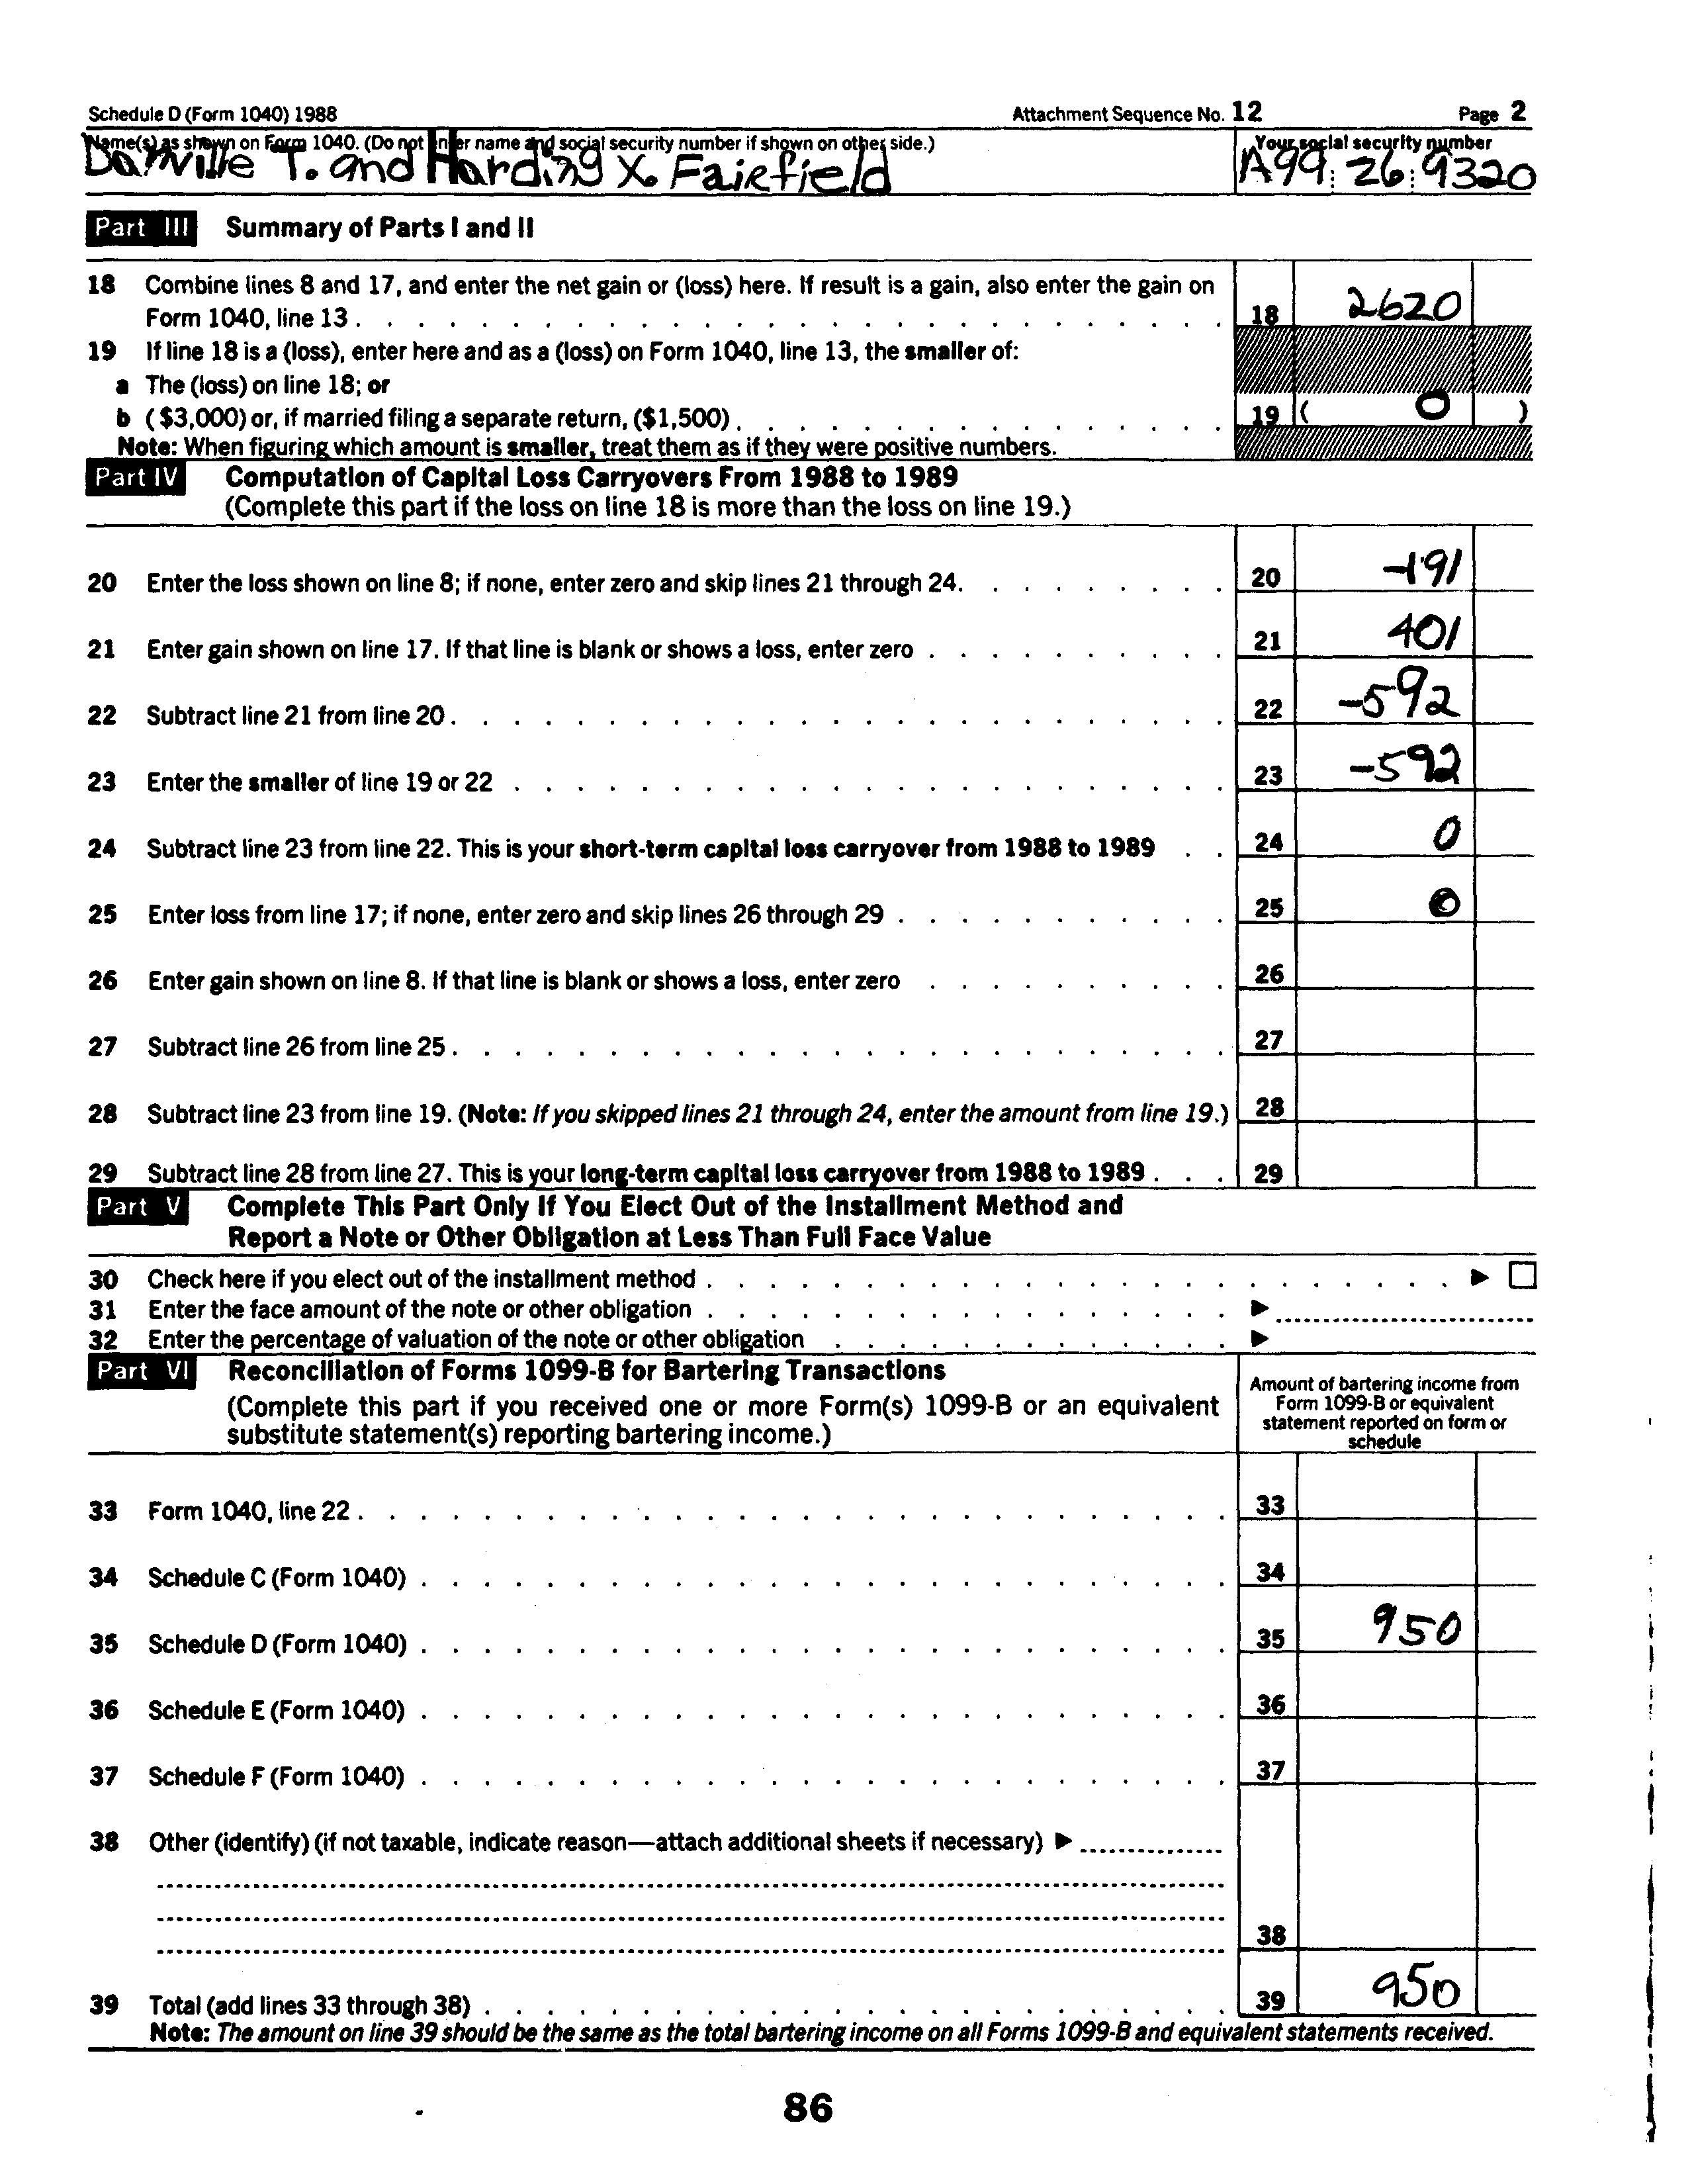 Schedule D (Form 1040) 1988 Attachment Sequence No. 12 Page 2
Name(s) as shown on Form 1040. (Do not enter name and social security number if shown on other side.) Your social security number
Danville T. and Harding X. Fairfield A99:26:9320
Part III Summary of Parts I and II
18 Combine lines 8 and 17, and enter the net gain or (loss) here. If result is a gain, also enter the gain on
Form 1040, line 13 . . . . . . . . . . . . . . . . . . . . . . . . . . . . 18 2620
19 If line 18 is a (loss), enter here and as a (loss) on Form 1040, line 13, the smaller of:
a The (loss) on line 18; or
b ($3,000) or, if married filing a separate return, ($1,500) . . . . . . . . . . . . . . . . 19 ( 0 )
Note: When figuring which amount is smaller, treat them as if they were positive numbers.
Part IV Computation of Capital Loss Carryovers From 1988 to 1989
(Complete this part if the loss on line 18 is more than the loss on line 19.)
20 Enter the loss shown on line 8; if none, enter zero and skip lines 21 through 24. . . . . . . . . 20 -191
21 Enter gain shown on line 17. If that line is blank or shows a loss, enter zero . . . . . . . . . . 21 401
22 Subtract line 21 from line 20 . . . . . . . . . . . . . . . . . . . . . . . . . 22 -592
23 Enter the smaller of line 19 or 22 . . . . . . . . . . . . . . . . . . . . . . . 23 -592
24 Subtract line 23 from line 22. This is your short-term capital loss carryover from 1988 to 1989 . . 24 0
25 Enter loss from line 17; if none, enter zero and skip lines 26 through 29 . . . . . . . . . . . 25 0
26 Enter gain shown on line 8. If that line is blank or shows a loss, enter zero . . . . . . . . . . 26
27 Subtract line 26 from line 25 . . . . . . . . . . . . . . . . . . . . . . . . . 27
28 Subtract line 23 from line 19. (Note: If you skipped lines 21 through 24, enter the amount from line 19.) 28
29 Subtract line 28 from line 27. This is your long-term capital loss carryover from 1988 to 1989 . . . 29
Part V Complete This Part Only If You Elect Out of the Installment Method and
Report a Note or Other Obligation at Less Than Full Face Value
30 Check here if you elect out of the installment method . . . . . . . . . . . . . . . . . . . . . . . . ▶ ☐
31 Enter the face amount of the note or other obligation . . . . . . . . . . . . . . . . . ▶
32 Enter the percentage of valuation of the note or other obligation . . . . . . . . . . . . . ▶
Part VI Reconciliation of Forms 1099-B for Bartering Transactions
(Complete this part if you received one or more Form(s) 1099-B or an equivalent
substitute statement(s) reporting bartering income.)
Amount of bartering income from
Form 1099-B or equivalent
statement reported on form or
schedule
33 Form 1040, line 22 . . . . . . . . . . . . . . . . . . . . . . . . . . . . 33
34 Schedule C (Form 1040) . . . . . . . . . . . . . . . . . . . . . . . . . . 34
35 Schedule D (Form 1040) . . . . . . . . . . . . . . . . . . . . . . . . . . 35 950
36 Schedule E (Form 1040) . . . . . . . . . . . . . . . . . . . . . . . . . . 36
37 Schedule F (Form 1040) . . . . . . . . . . . . . . . . . . . . . . . . . . 37
38 Other (identify) (if not taxable, indicate reason—attach additional sheets if necessary) ▶
38
39 Total (add lines 33 through 38) . . . . . . . . . . . . . . . . . . . . . . . . 39 950
Note: The amount on line 39 should be the same as the total bartering income on all Forms 1099-B and equivalent statements received.
86